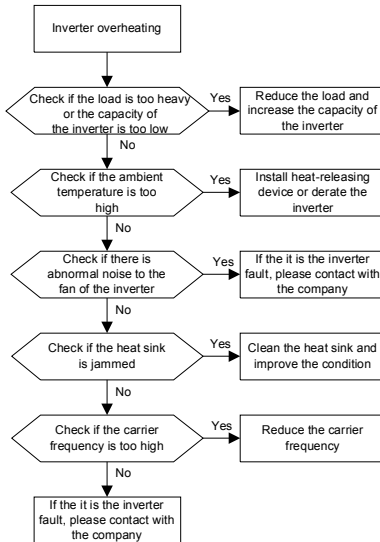 Inverter overheating
Check if the load is too heavy
or the capacity of
the inverter is too low
Yes
Reduce the load and
increase the capacity of
the inverter
No
Check if the ambient
temperature is too
high
Yes
Install heat-releasing
device or derate the
inverter
No
Check if there is
abnormal noise to the
fan of the inverter
Yes
If the it is the inverter
fault, please contact with
the company
No
Check if the heat sink
is jammed
Yes
Clean the heat sink and
improve the condition
No
Check if the carrier
frequency is too high
Yes
Reduce the carrier
frequency
No
If the it is the inverter
fault, please contact with
the company